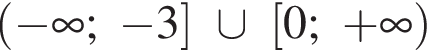 (−∞; −3] ∪ [0; +∞)